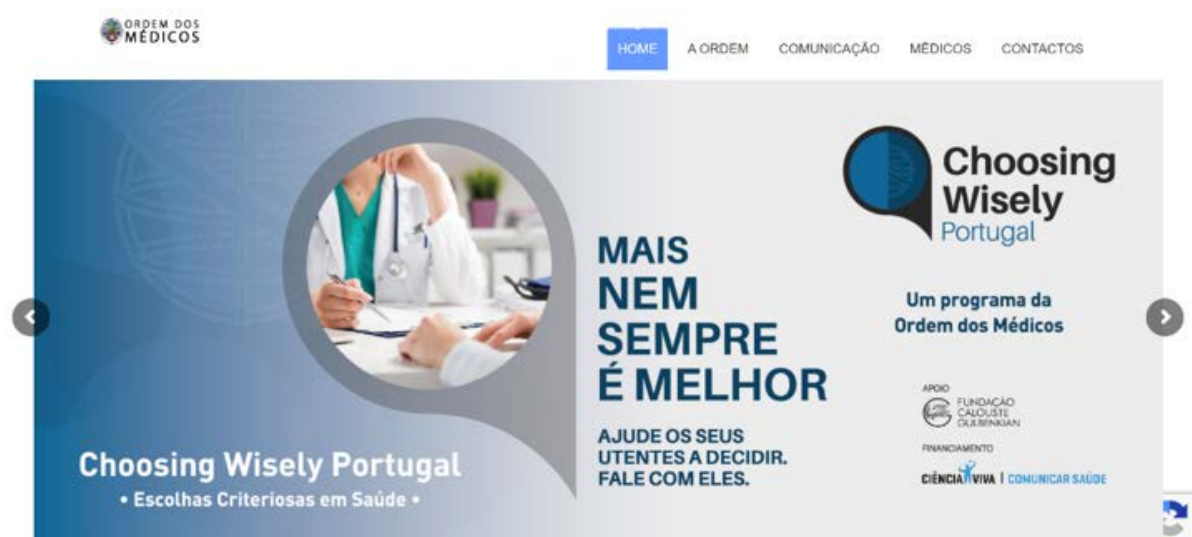 ORDEM DOS
MÉDICOS
HOME A ORDEM COMUNICAÇÃO MÉDICOS CONTACTOS
Choosing
Wisely
Portugal
MAIS
NEM
SEMPRE
É MELHOR
Um programa da
Ordem dos Médicos
APOIO
FUNDAÇÃO
CALOUSTE
GULBENKIAN
AJUDE OS SEUS
UTENTES A DECIDIR.
FALE COM ELES.
FINANCIAMENTO
CIÊNCIA VIVA | COMUNICAR SAÚDE
Choosing Wisely Portugal
• Escolhas Criteriosas em Saúde •